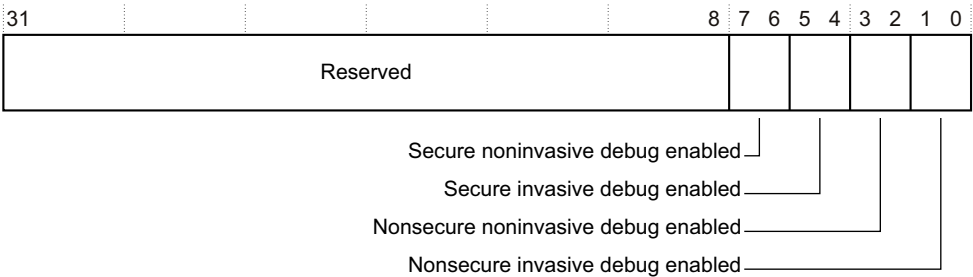 31 8 7 6 5 4 3 2 1 0
Reserved
Secure noninvasive debug enabled
Secure invasive debug enabled
Nonsecure noninvasive debug enabled
Nonsecure invasive debug enabled